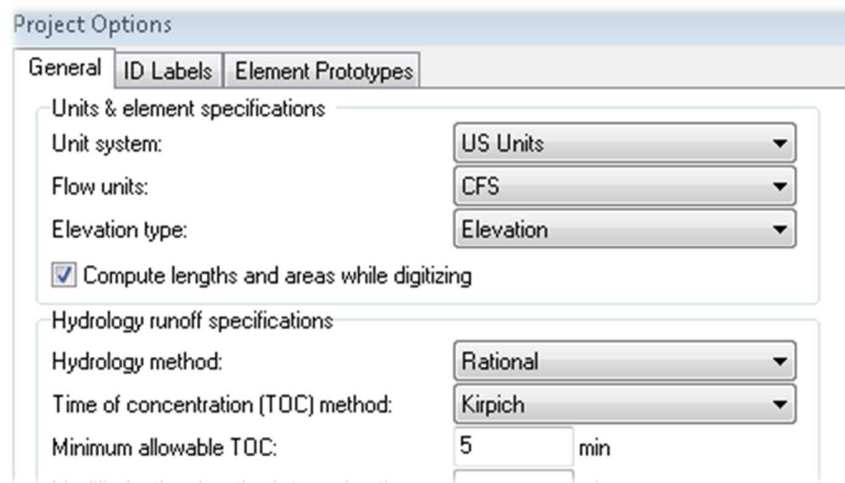 Project Options
General ID Labels Element Prototypes
Units & element specifications
Unit system: US Units
Flow units: CFS
Elevation type: Elevation
Compute lengths and areas while digitizing
Hydrology runoff specifications
Hydrology method: Rational
Time of concentration (TOC) method: Kirpich
Minimum allowable TOC: 5 min